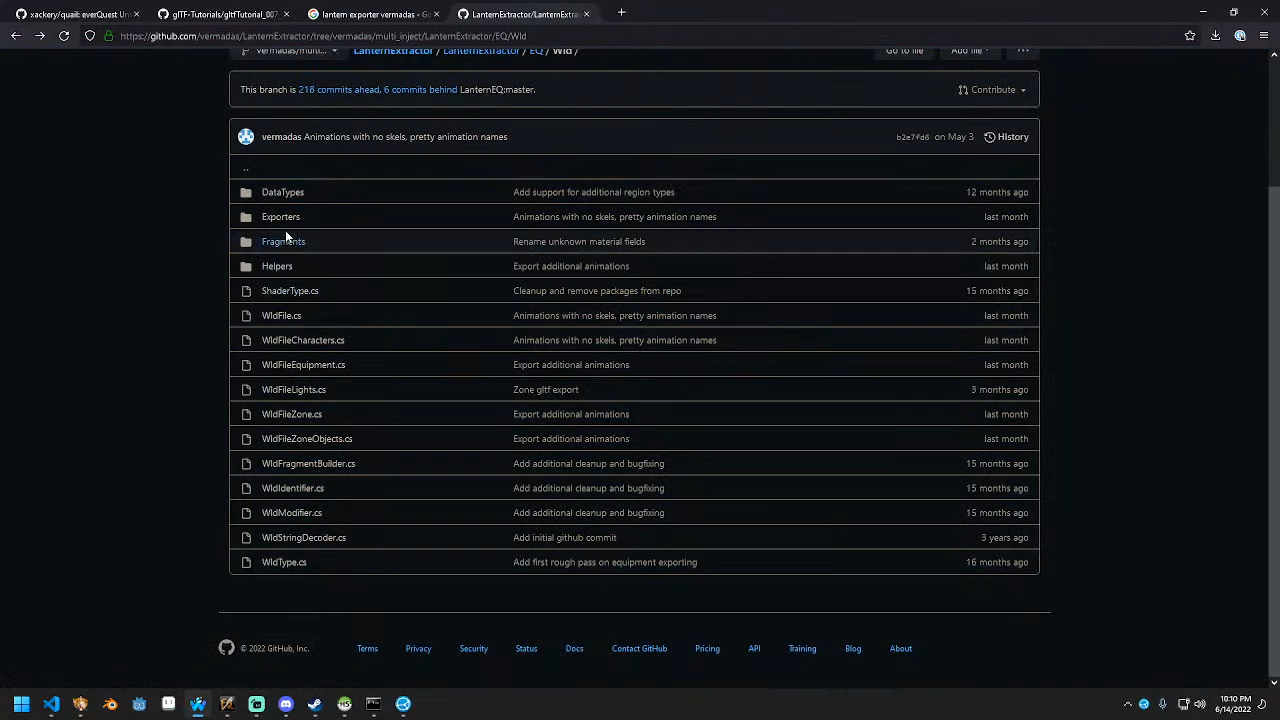 xackery/quail: everQuest Uni
glTF-Tutorials/gltfTutorial_007
lantern exporter vermadas - Go
LanternExtractor/LanternExtrac
https://github.com/vermadas/LanternExtractor/tree/vermadas/multi_inject/LanternExtractor/EQ/Wld
vermadas/multi... LanternExtractor / LanternExtractor / EQ / Wld / Go to file Add file ...
This branch is 218 commits ahead, 6 commits behind LanternEQ:master. Contribute
vermadas Animations with no skels, pretty animation names b2e7fd6 on May 3 History
..
DataTypes Add support for additional region types 12 months ago
Exporters Animations with no skels, pretty animation names last month
Fragments Rename unknown material fields 2 months ago
Helpers Export additional animations last month
ShaderType.cs Cleanup and remove packages from repo 15 months ago
WldFile.cs Animations with no skels, pretty animation names last month
WldFileCharacters.cs Animations with no skels, pretty animation names last month
WldFileEquipment.cs Export additional animations last month
WldFileLights.cs Zone gltf export 3 months ago
WldFileZone.cs Export additional animations last month
WldFileZoneObjects.cs Export additional animations last month
WldFragmentBuilder.cs Add additional cleanup and bugfixing 15 months ago
WldIdentifier.cs Add additional cleanup and bugfixing 15 months ago
WldModifier.cs Add additional cleanup and bugfixing 15 months ago
WldStringDecoder.cs Add initial github commit 3 years ago
WldType.cs Add first rough pass on equipment exporting 16 months ago
© 2022 GitHub, Inc. Terms Privacy Security Status Docs Contact GitHub Pricing API Training Blog About
HS
10:10 PM
6/14/2022